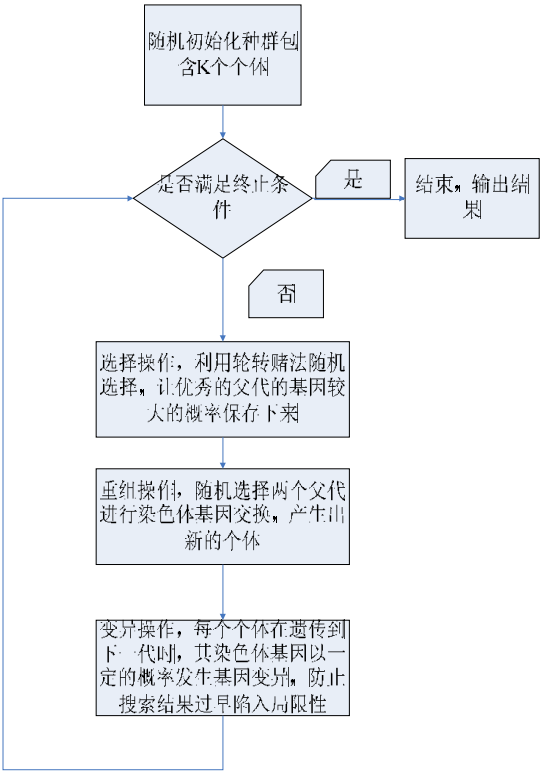 随机初始化种群包
含K个个体
是否满足终止条
件
是
结束，输出结
果
否
选择操作，利用轮转赌法随机
选择，让优秀的父代的基因较
大的概率保存下来
重组操作，随机选择两个父代
进行染色体基因交换，产生出
新的个体
变异操作，每个个体在遗传到
下一代时，其染色体基因以一
定的概率发生基因变异，防止
搜索结果过早陷入局限性